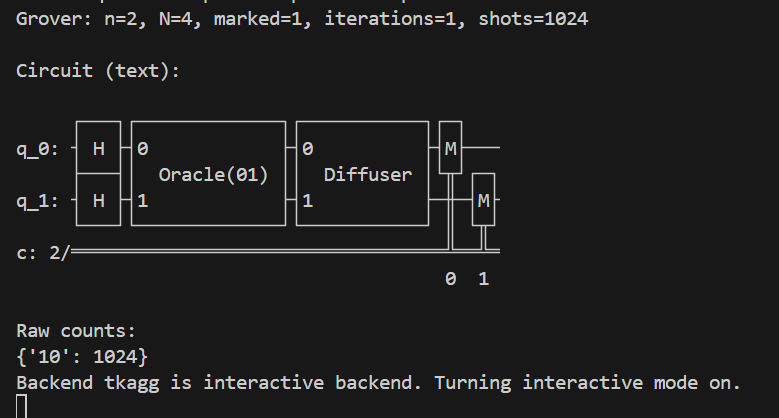 Grover: n=2, N=4, marked=1, iterations=1, shots=1024
Circuit (text):
q_0: H 0 0 M
Oracle(01) Diffuser
q_1: H 1 1 M
c: 2/
0 1
Raw counts:
{'10': 1024}
Backend tkagg is interactive backend. Turning interactive mode on.